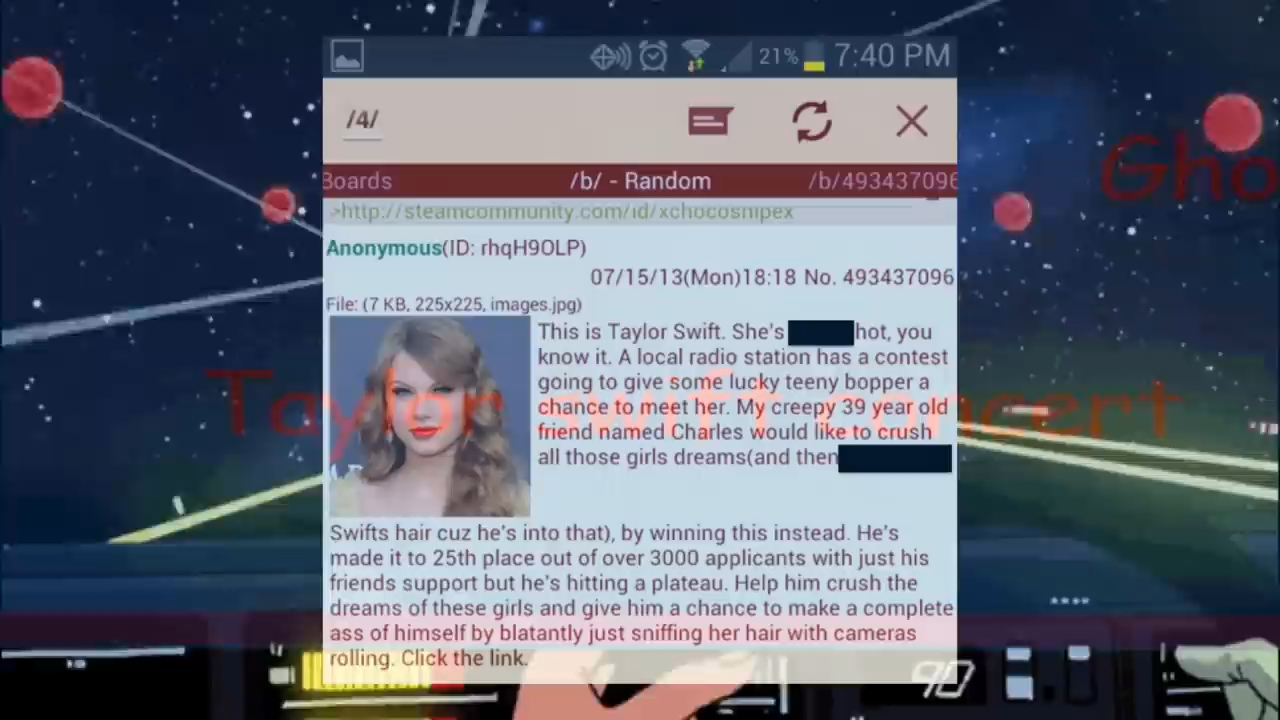 21% 7:40 PM
/4/
Boards /b/ - Random /b/493437096
>http://steamcommunity.com/id/xchocosnipex
Anonymous(ID: rhqH9OLP)
07/15/13(Mon)18:18 No. 493437096
File: (7 KB, 225x225, images.jpg)
This is Taylor Swift. She's hot, you
know it. A local radio station has a contest
going to give some lucky teeny bopper a
chance to meet her. My creepy 39 year old
friend named Charles would like to crush
all those girls dreams(and then
Swifts hair cuz he's into that), by winning this instead. He's
made it to 25th place out of over 3000 applicants with just his
friends support but he's hitting a plateau. Help him crush the
dreams of these girls and give him a chance to make a complete
ass of himself by blatantly just sniffing her hair with cameras
rolling. Click the link.
Gho
Taylor swift concert
90